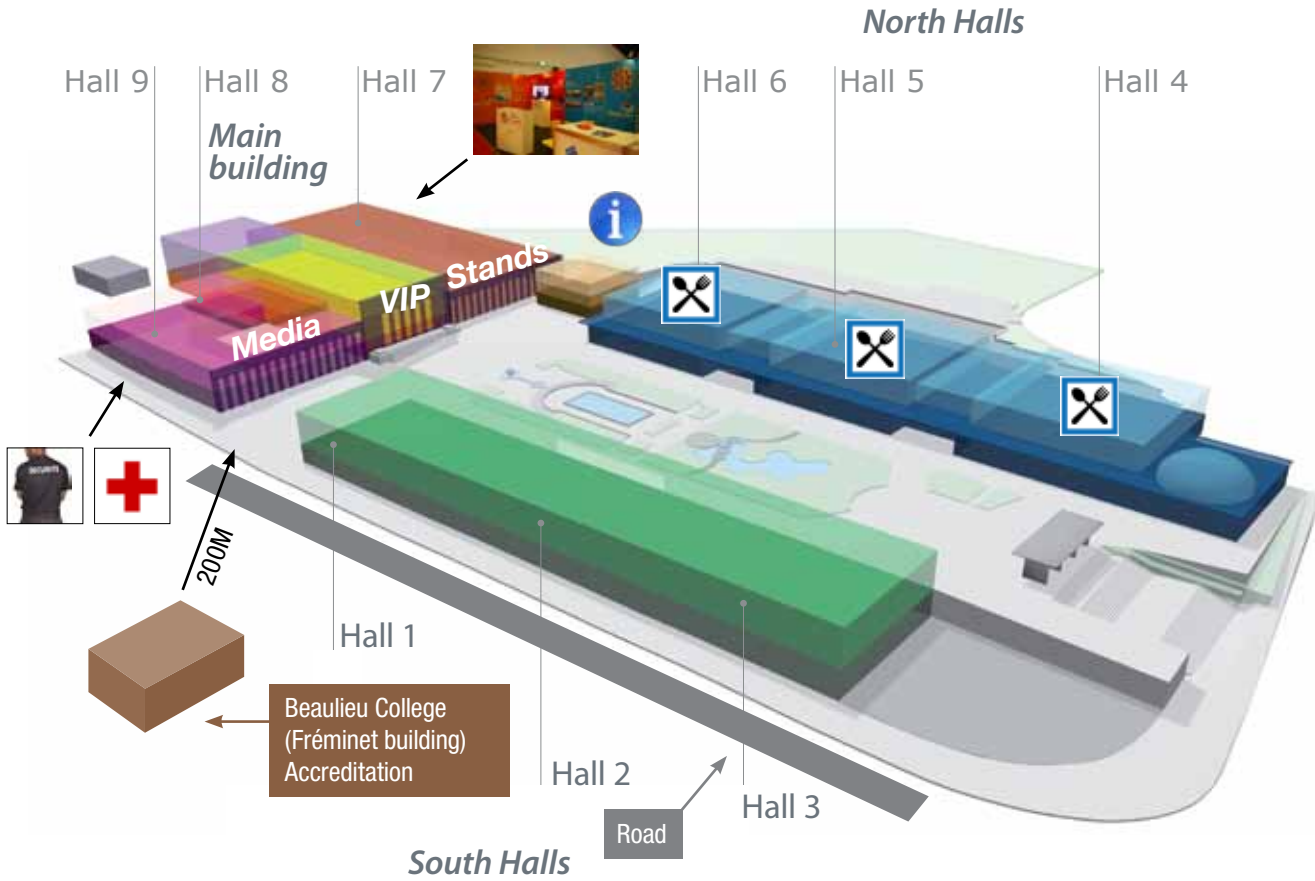 North Halls
Hall 9
Hall 8
Hall 7
Hall 6
Hall 5
Hall 4
Main
building
Stands
VIP
Media
SECURITE
200M
Hall 1
Beaulieu College
(Fréminet building)
Accreditation
Hall 2
Hall 3
Road
South Halls